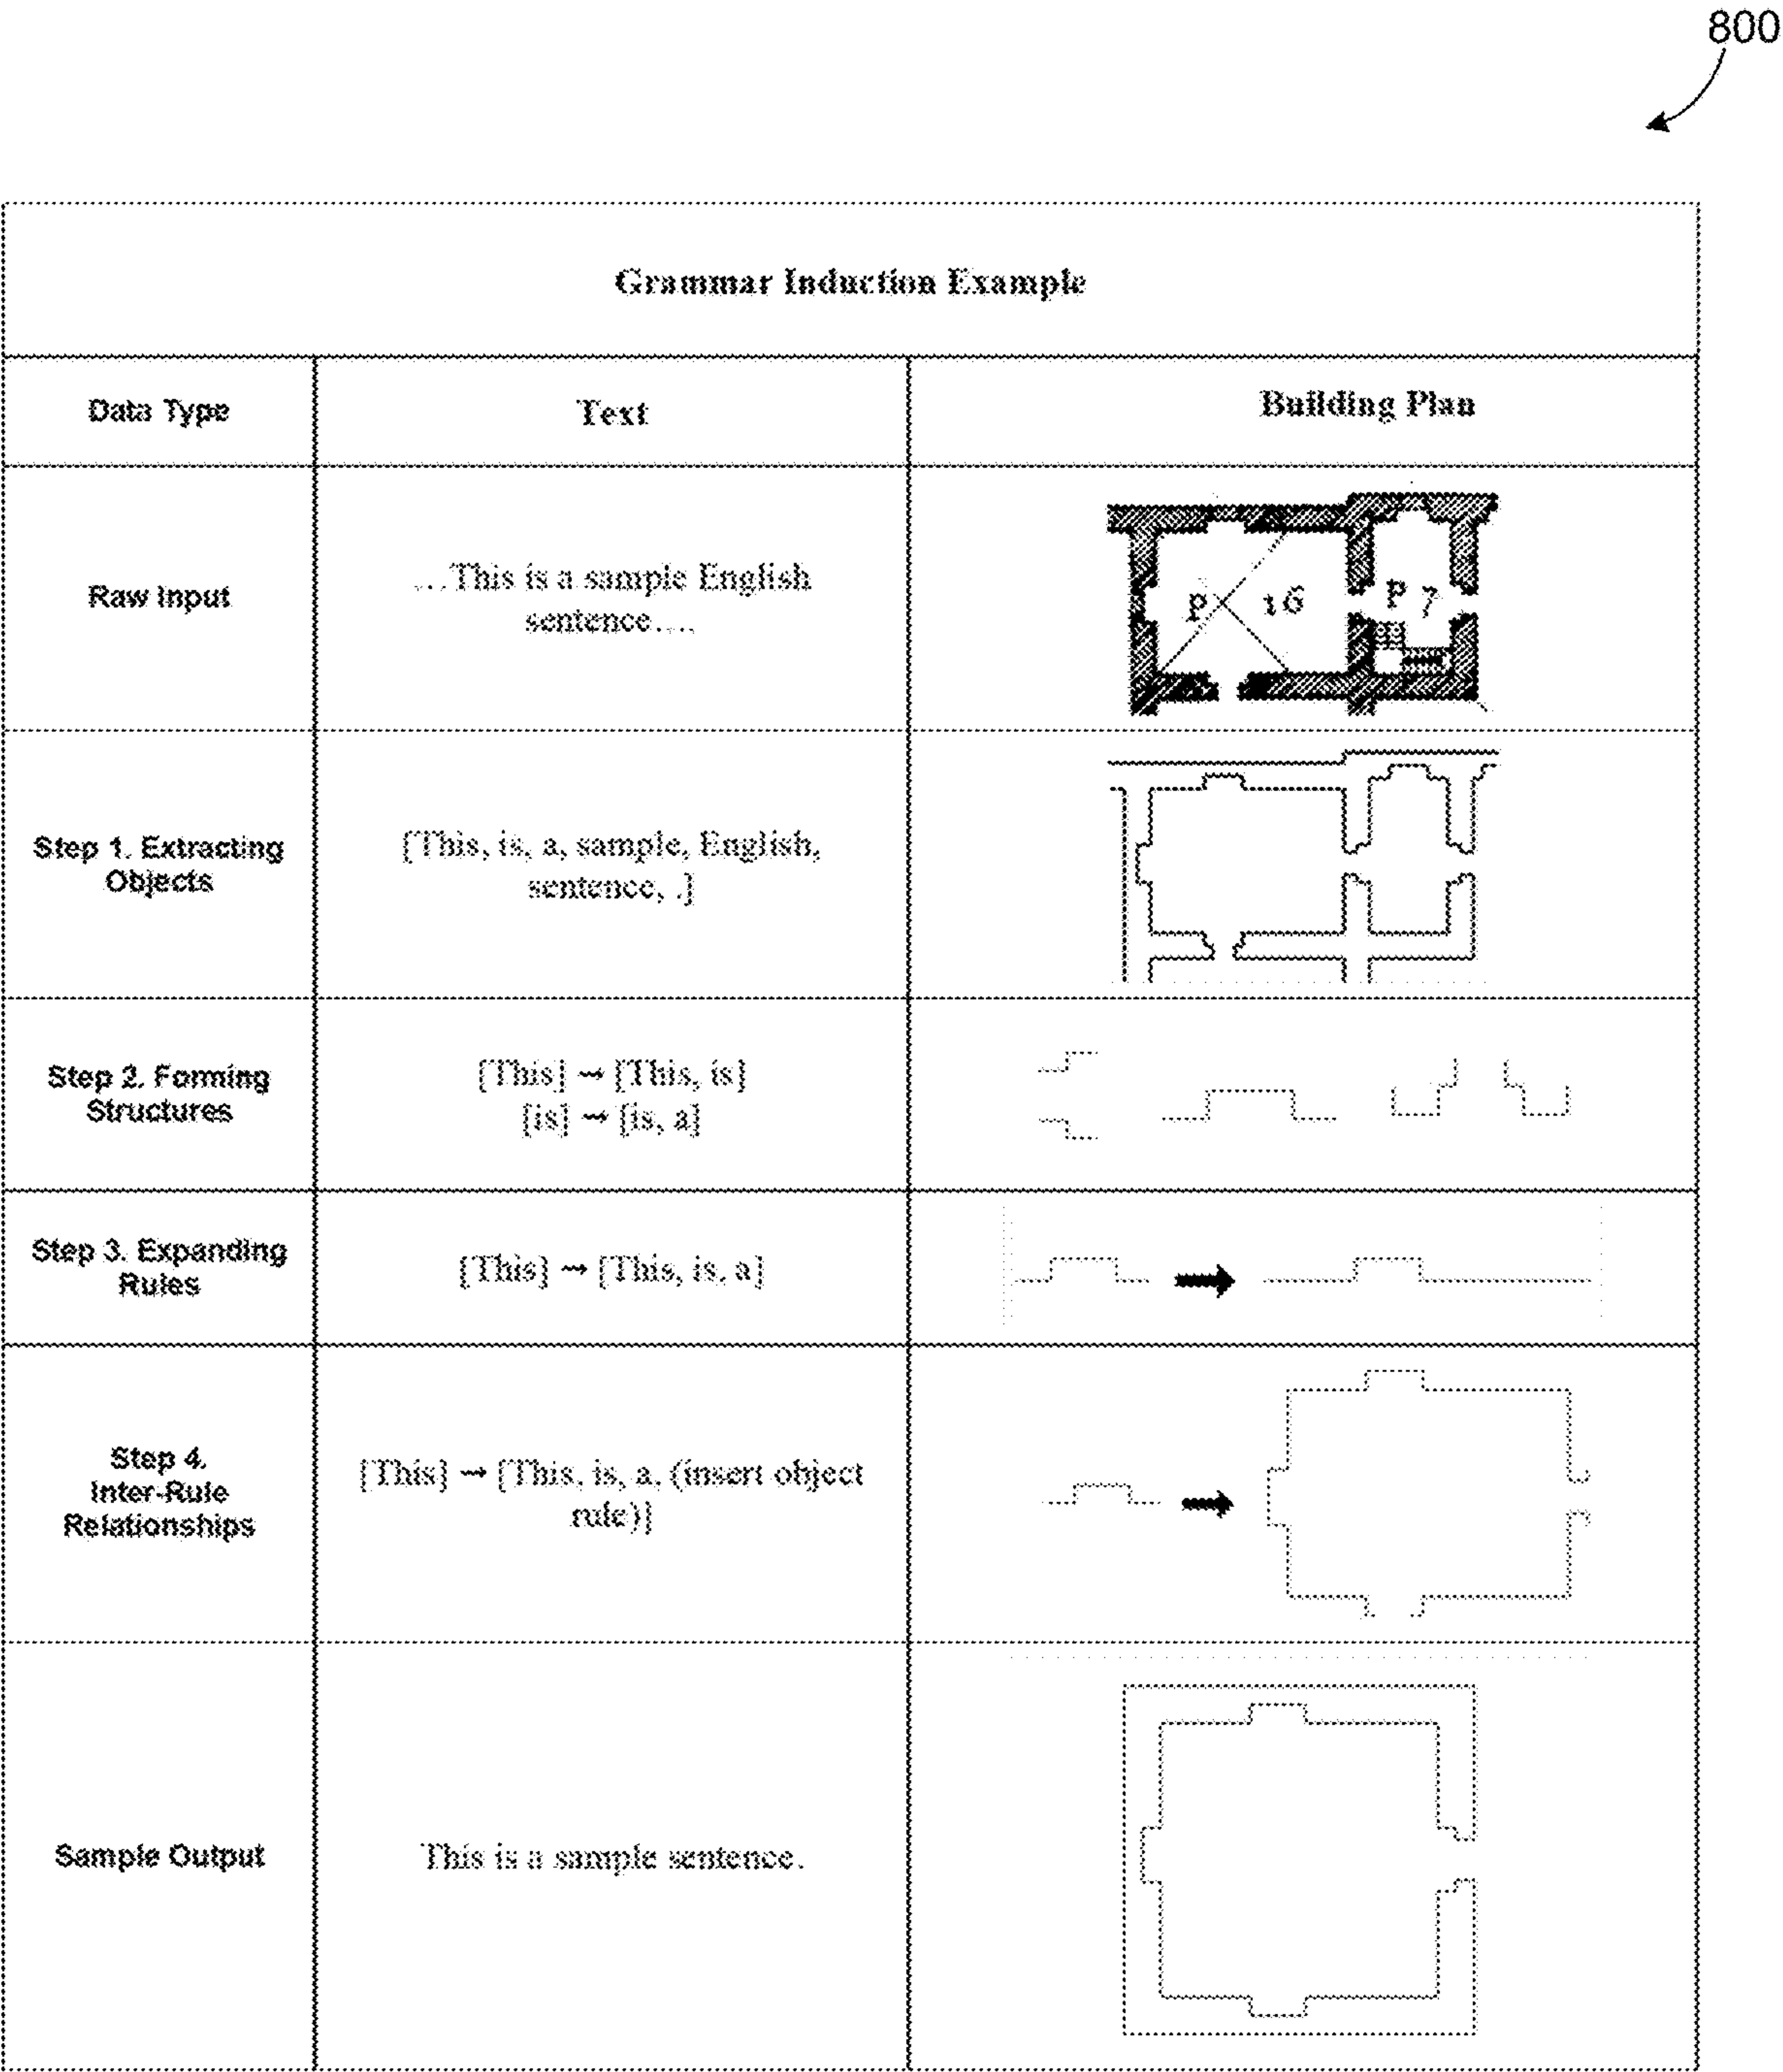 800
Grammar Induction Example
Data Type
Text
Building Plan
Raw Input
…This is a sample English
sentence….
P 16
P 7
Step 1. Extracting
Objects
[This, is, a, sample, English,
sentence, .]
Step 2. Forming
Structures
[This] → [This, is]
[is] → [is, a]
Step 3. Expanding
Rules
[This] → [This, is, a]
Step 4.
Inter-Rule
Relationships
[This] → [This, is, a, (insert object
rule)]
Sample Output
This is a sample sentence.